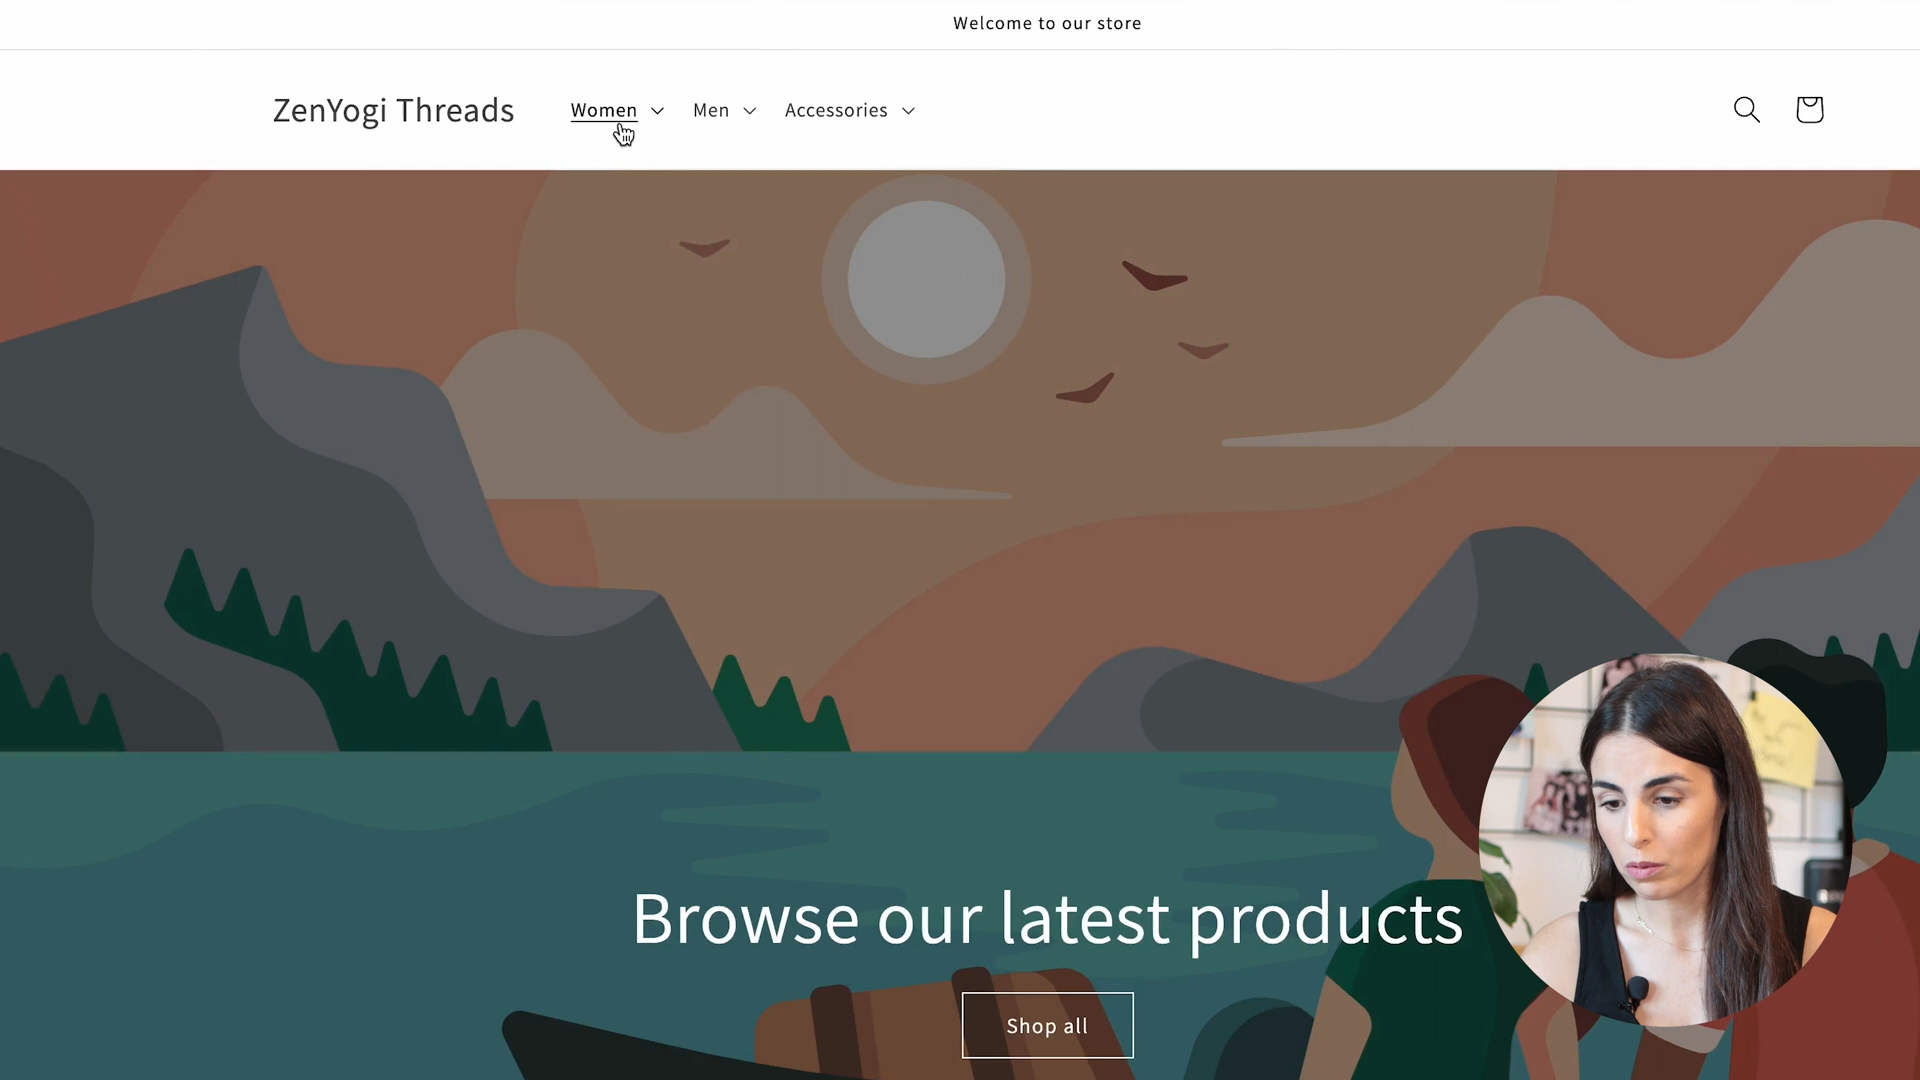 Welcome to our store
ZenYogi Threads Women Men Accessories
Browse our latest products
Shop all